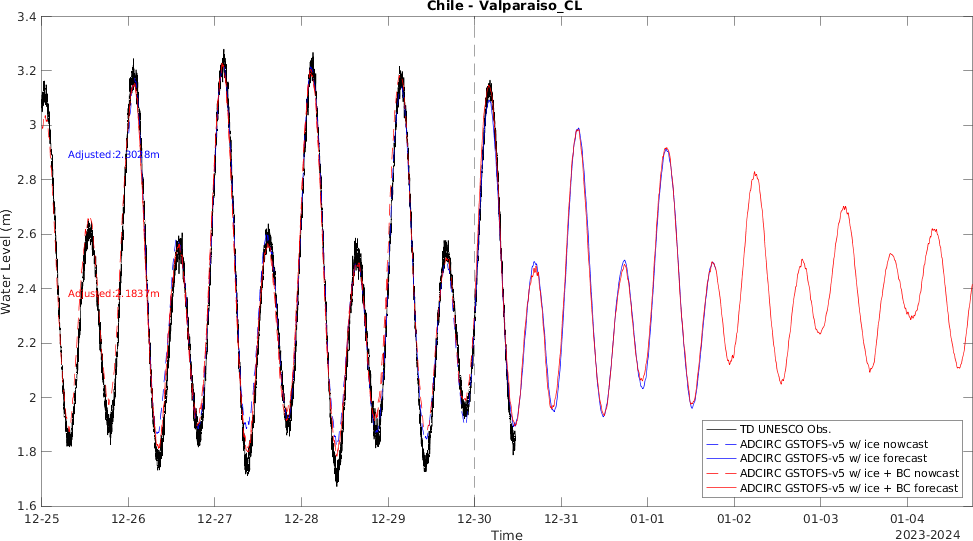 Chile - Valparaiso_CL
3.4
3.2
3
2.8
2.6
2.4
2.2
2
1.8
1.6
Water Level (m)
Adjusted:2.3028m
Adjusted:2.1837m
TD UNESCO Obs.
ADCIRC GSTOFS-v5 w/ ice nowcast
ADCIRC GSTOFS-v5 w/ ice forecast
ADCIRC GSTOFS-v5 w/ ice + BC nowcast
ADCIRC GSTOFS-v5 w/ ice + BC forecast
12-25 12-26 12-27 12-28 12-29 12-30 12-31 01-01 01-02 01-03 01-04
Time
2023-2024